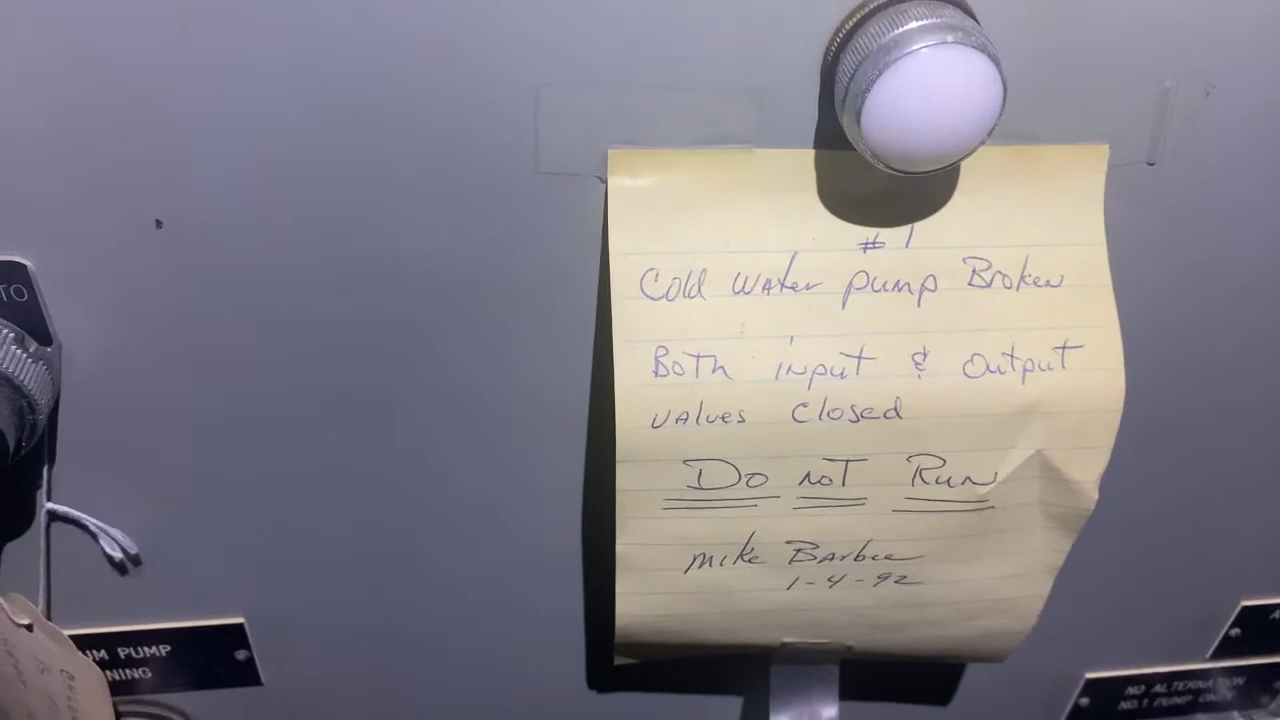 TO
#1
Cold Water Pump Broken
Both input & Output
valves Closed
Do not Run
Mike Barbee
1-4-92
UM PUMP
NING
NO ALTERNATION
NO.1 PUMP ONLY